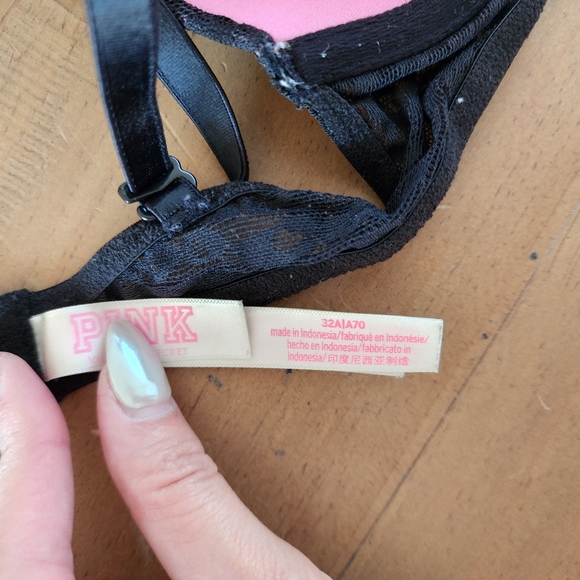 PINK
SECRET
32A|A70
made in Indonesia/fabriqué en Indonésie/
hecho en Indonesia/fabbricato in
Indonesia/印度尼西亚制造